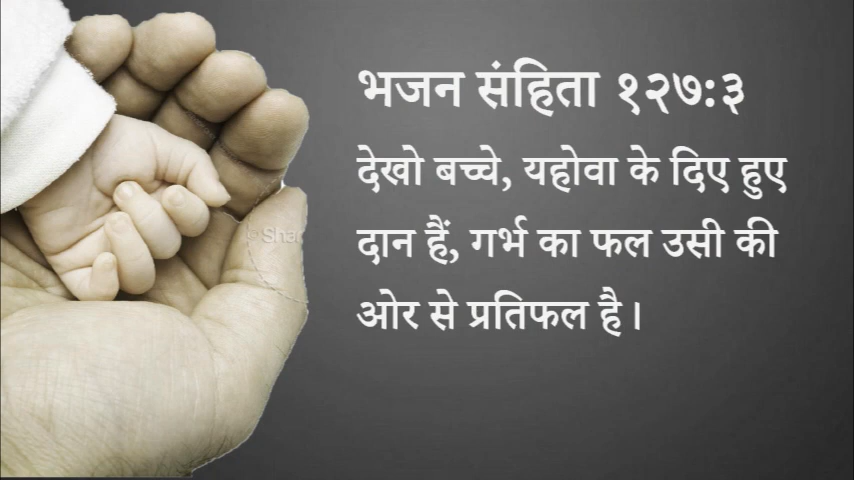 भजन संहिता १२७:३
देखो बच्चे, यहोवा के दिए हुए
दान हैं, गर्भ का फल उसी की
ओर से प्रतिफल है।